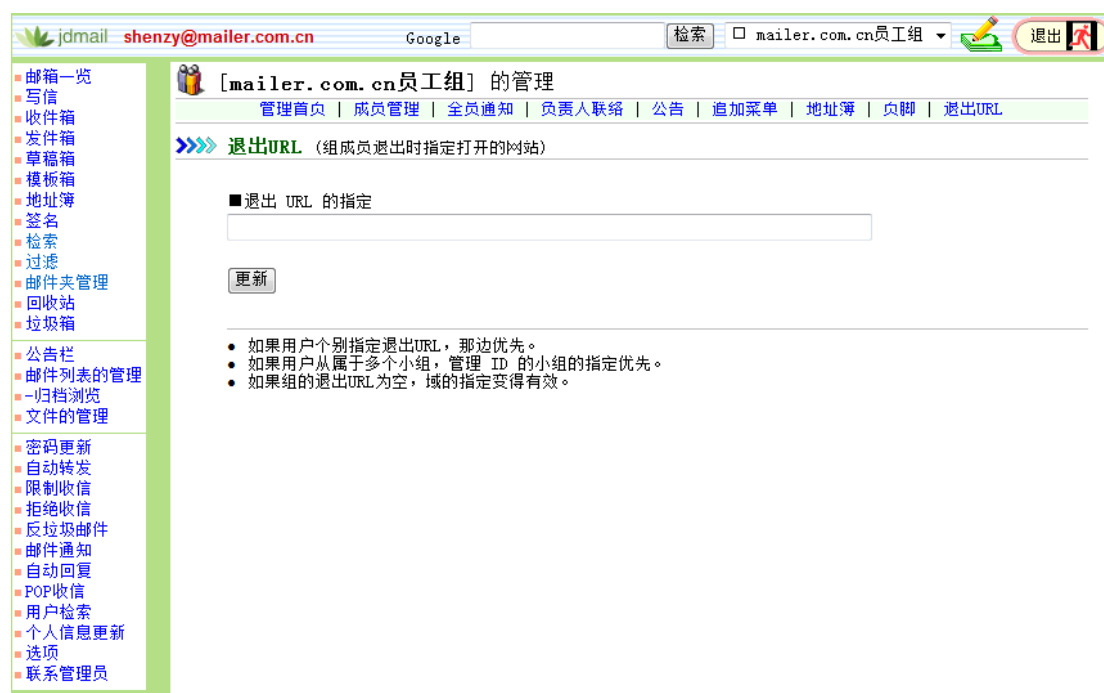 jdmail shenzy@mailer.com.cn Google 检索 口 mailer.com.cn员工组 退出
邮箱一览
写信
收件箱
发件箱
草稿箱
模板箱
地址簿
签名
检索
过滤
邮件夹管理
回收站
垃圾箱
公告栏
邮件列表的管理
-归档浏览
文件的管理
密码更新
自动转发
限制收信
拒绝收信
反垃圾邮件
邮件通知
自动回复
POP收信
用户检索
个人信息更新
选项
联系管理员
[mailer.com.cn员工组] 的管理
管理首页 | 成员管理 | 全员通知 | 负责人联络 | 公告 | 追加菜单 | 地址簿 | 页脚 | 退出URL
退出URL （组成员退出时指定打开的网站）
■退出 URL 的指定
更新
● 如果用户个别指定退出URL，那边优先。
● 如果用户从属于多个小组，管理 ID 的小组的指定优先。
● 如果组的退出URL为空，域的指定变得有效。